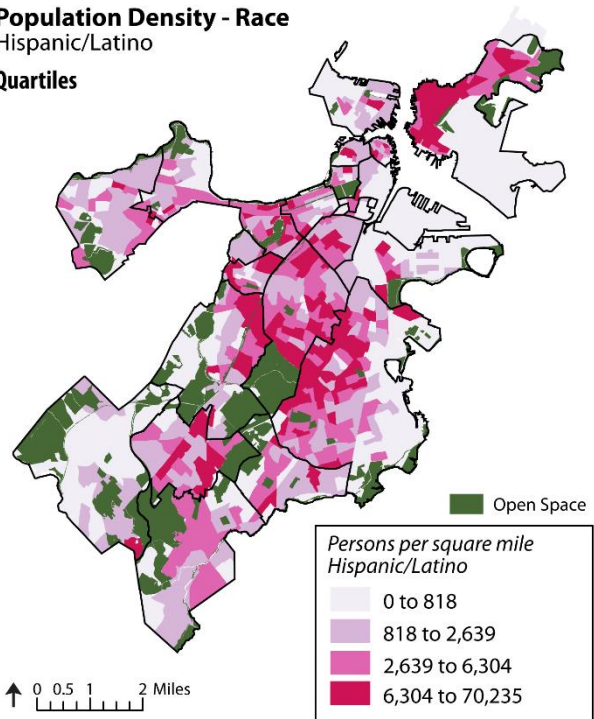 Population Density - Race
Hispanic/Latino
Quartiles
Open Space
Persons per square mile
Hispanic/Latino
0 to 818
818 to 2,639
2,639 to 6,304
6,304 to 70,235
0 0.5 1 2 Miles